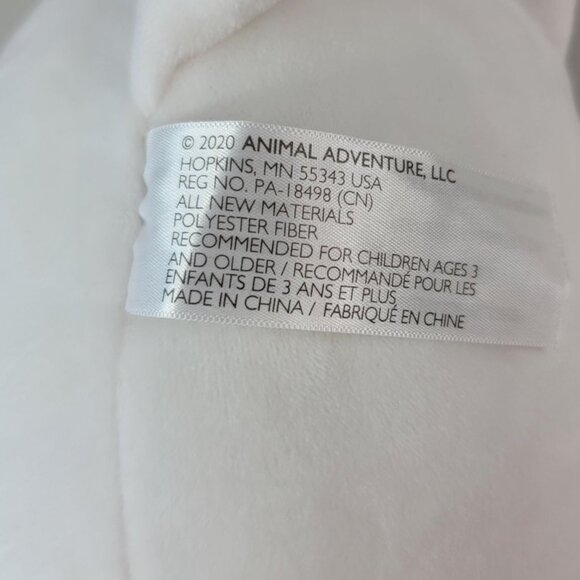 © 2020 ANIMAL ADVENTURE, LLC
HOPKINS, MN 55343 USA
REG NO. PA-18498 (CN)
ALL NEW MATERIALS
POLYESTER FIBER
RECOMMENDED FOR CHILDREN AGES 3
AND OLDER / RECOMMANDÉ POUR LES
ENFANTS DE 3 ANS ET PLUS
MADE IN CHINA / FABRIQUÉ EN CHINE